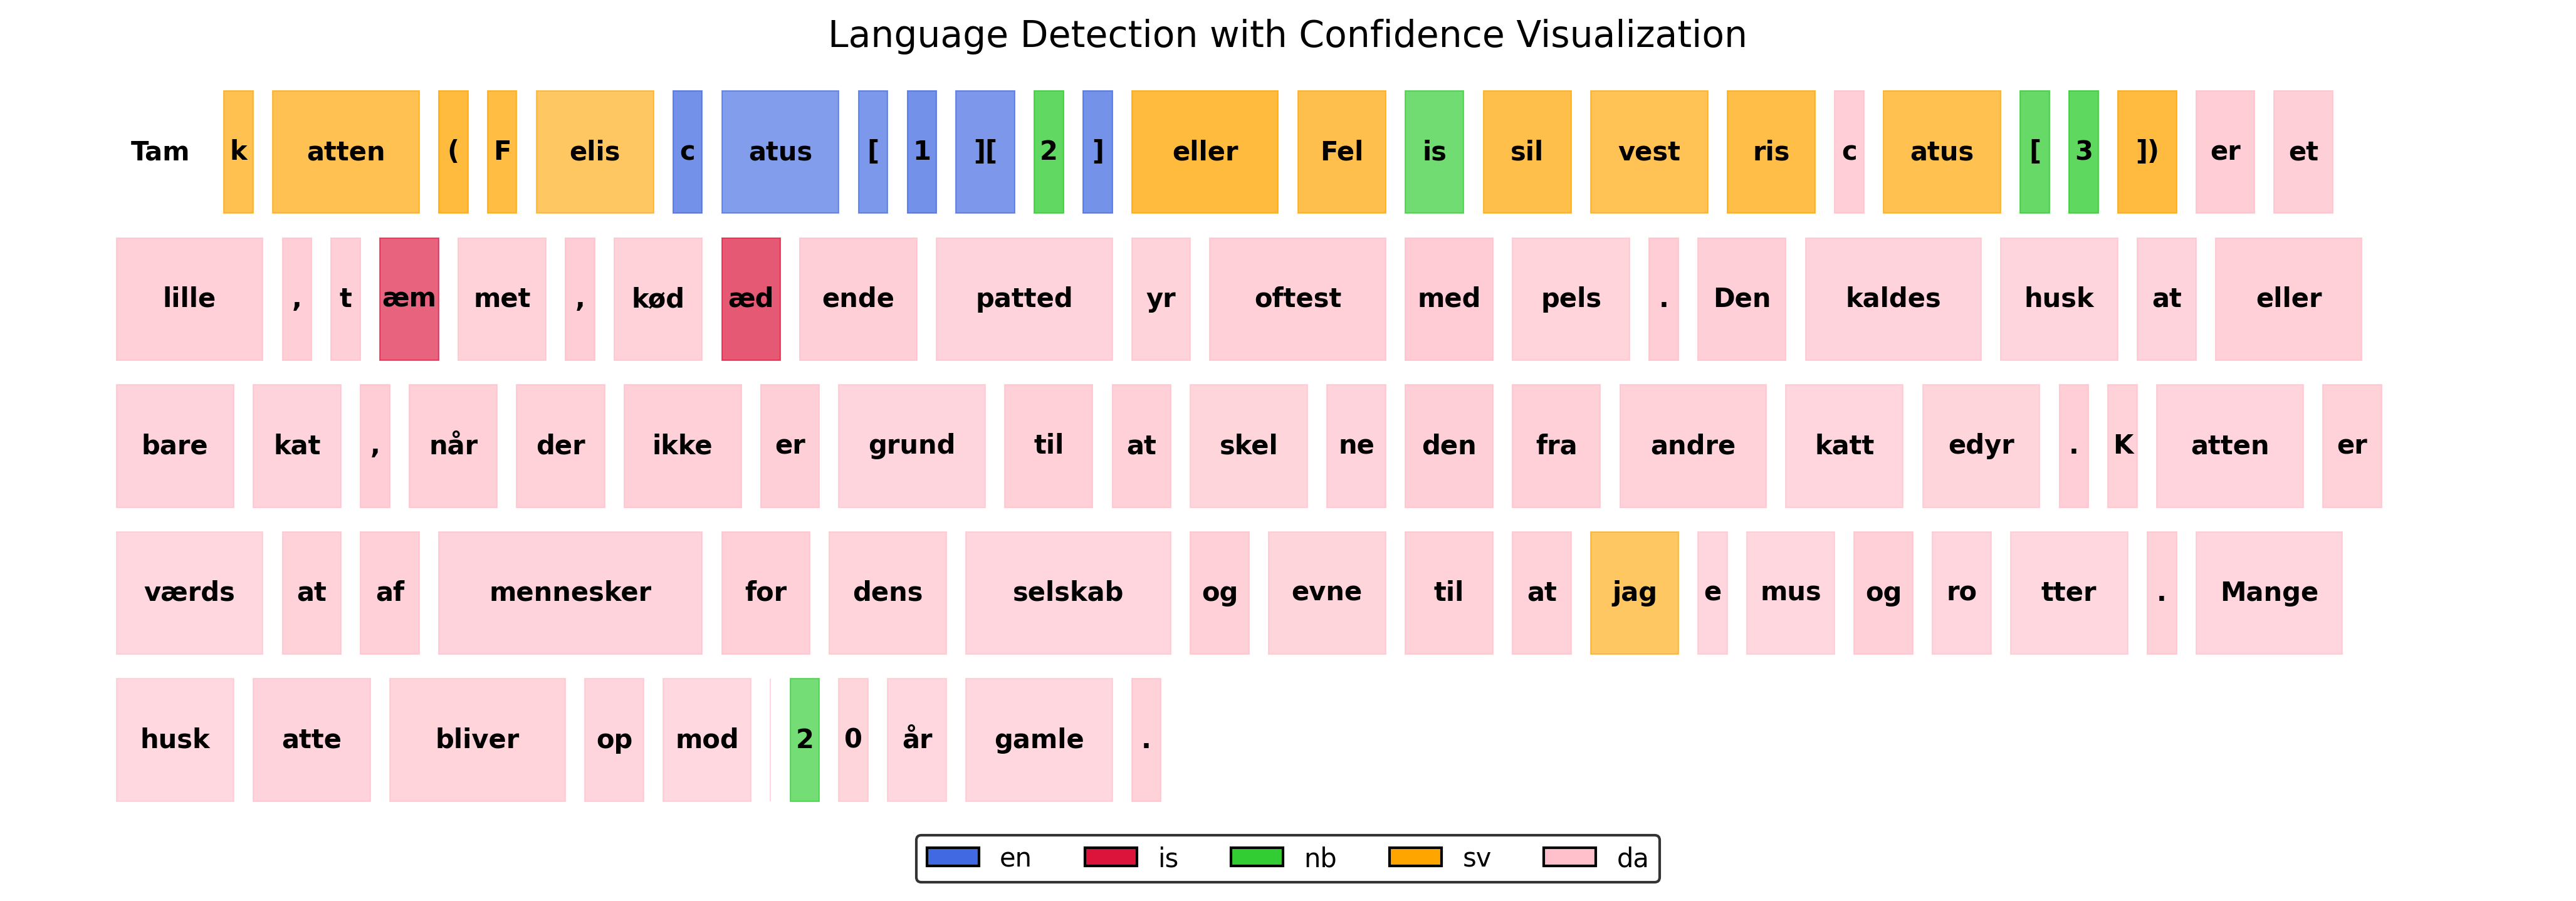 Language Detection with Confidence Visualization
Tam k atten ( F elis c atus [ 1 ][ 2 ] eller Fel is sil vest ris c atus [ 3 ]) er et
lille , t æm met , kød æd ende patted yr oftest med pels . Den kaldes husk at eller
bare kat , når der ikke er grund til at skel ne den fra andre katt edyr . K atten er
værds at af mennesker for dens selskab og evne til at jag e mus og ro tter . Mange
husk atte bliver op mod 2 0 år gamle .
en is nb sv da